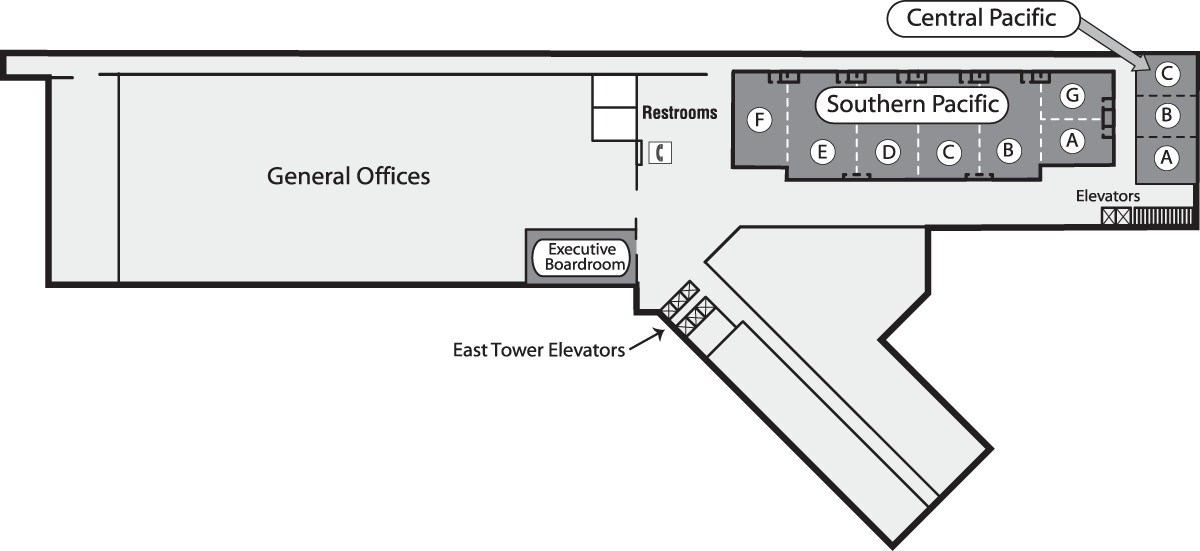 Central Pacific
C
B
A
Southern Pacific
G
F
E
D
C
B
A
Restrooms
General Offices
Elevators
Executive
Boardroom
East Tower Elevators